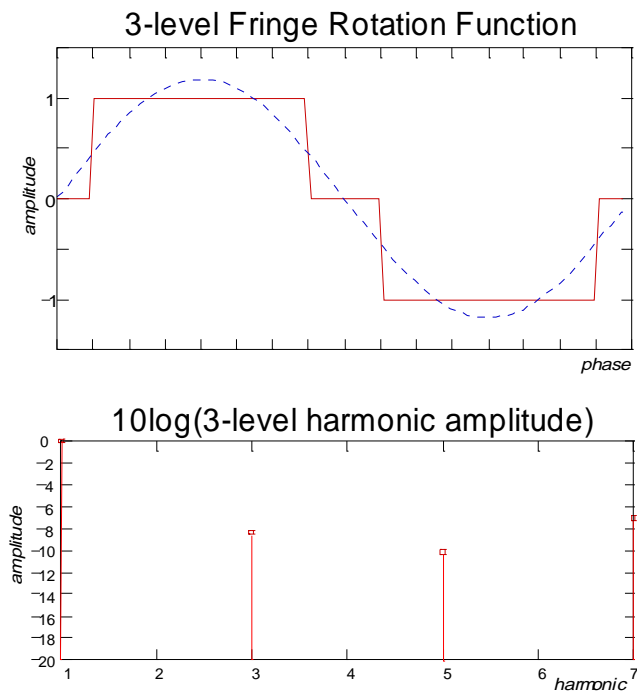 3-level Fringe Rotation Function
amplitude
1
0
−1
phase
10log(3-level harmonic amplitude)
amplitude
0
−2
−4
−6
−8
−10
−12
−14
−16
−18
−20
1 2 3 4 5 6 7
harmonic